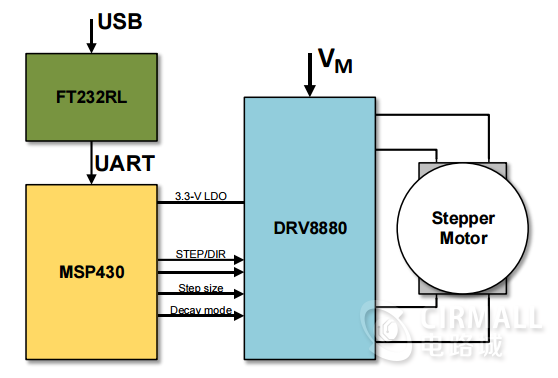 USB
FT232RL
UART
V M
MSP430
3.3-V LDO
STEP/DIR
Step size
Decay mode
DRV8880
Stepper
Motor
CIRMALL
电路城